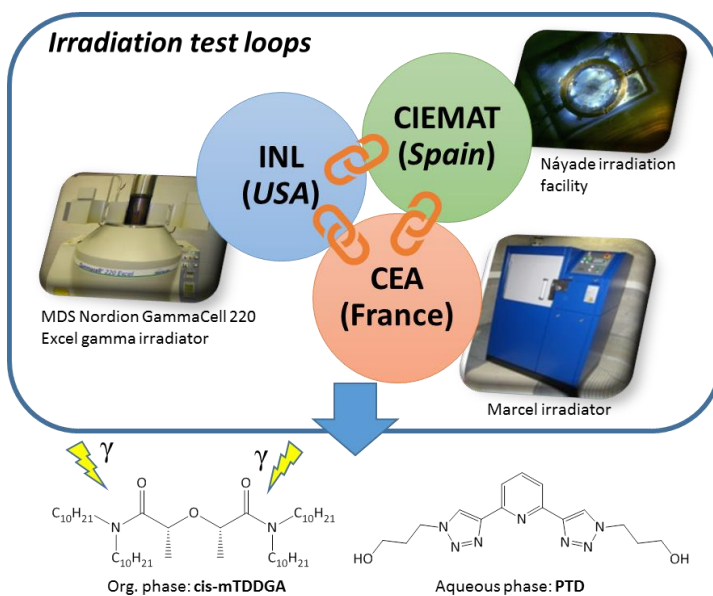 Irradiation test loops
CIEMAT
(Spain)
INL
(USA)
CEA
(France)
Náyade irradiation
facility
MDS Nordion GammaCell 220
Excel gamma irradiator
Marcel irradiator
γ
γ
O
O
C₁₀H₂₁
N
O
N
C₁₀H₂₁
C₁₀H₂₁
C₁₀H₂₁
Org. phase: cis-mTDDGA
N
N
N
N=N
N=N
HO
OH
Aqueous phase: PTD